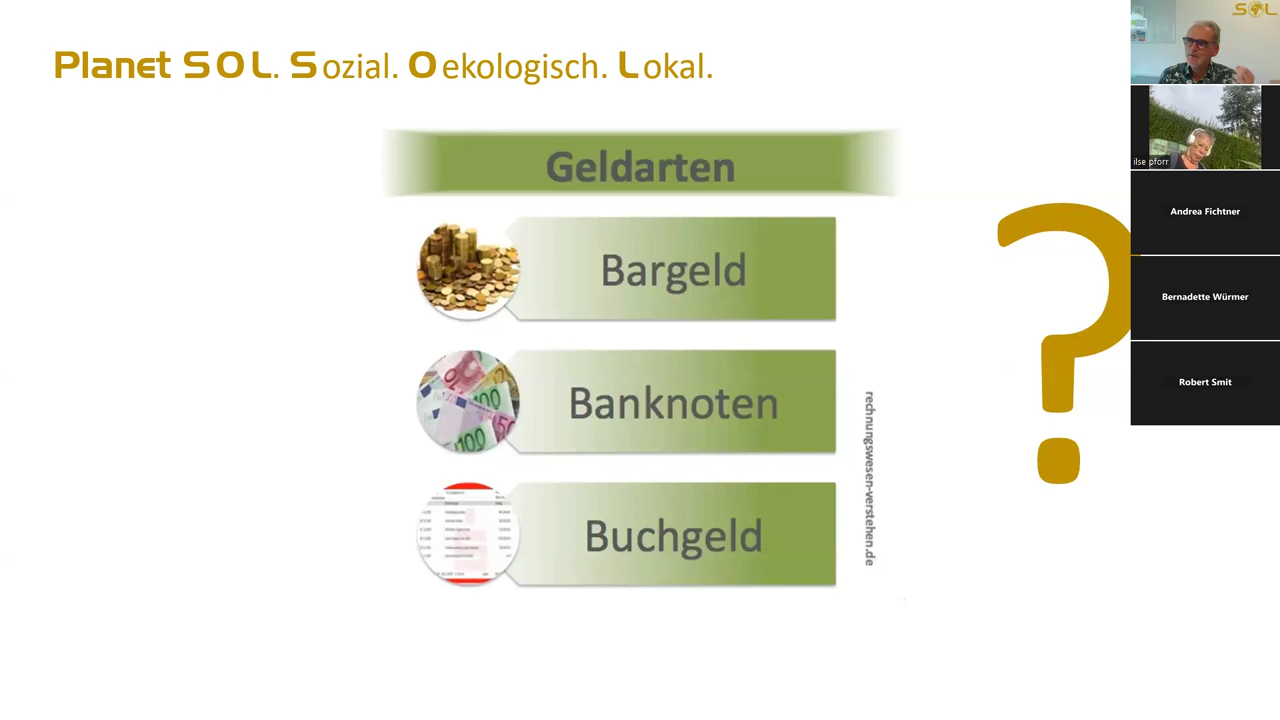 Planet SOL. Sozial. Oekologisch. Lokal.
Geldarten
Bargeld
Banknoten
Buchgeld
rechnungswesen-verstehen.de
?
SOL
ilse pforr
Andrea Fichtner
Bernadette Würmer
Robert Smit